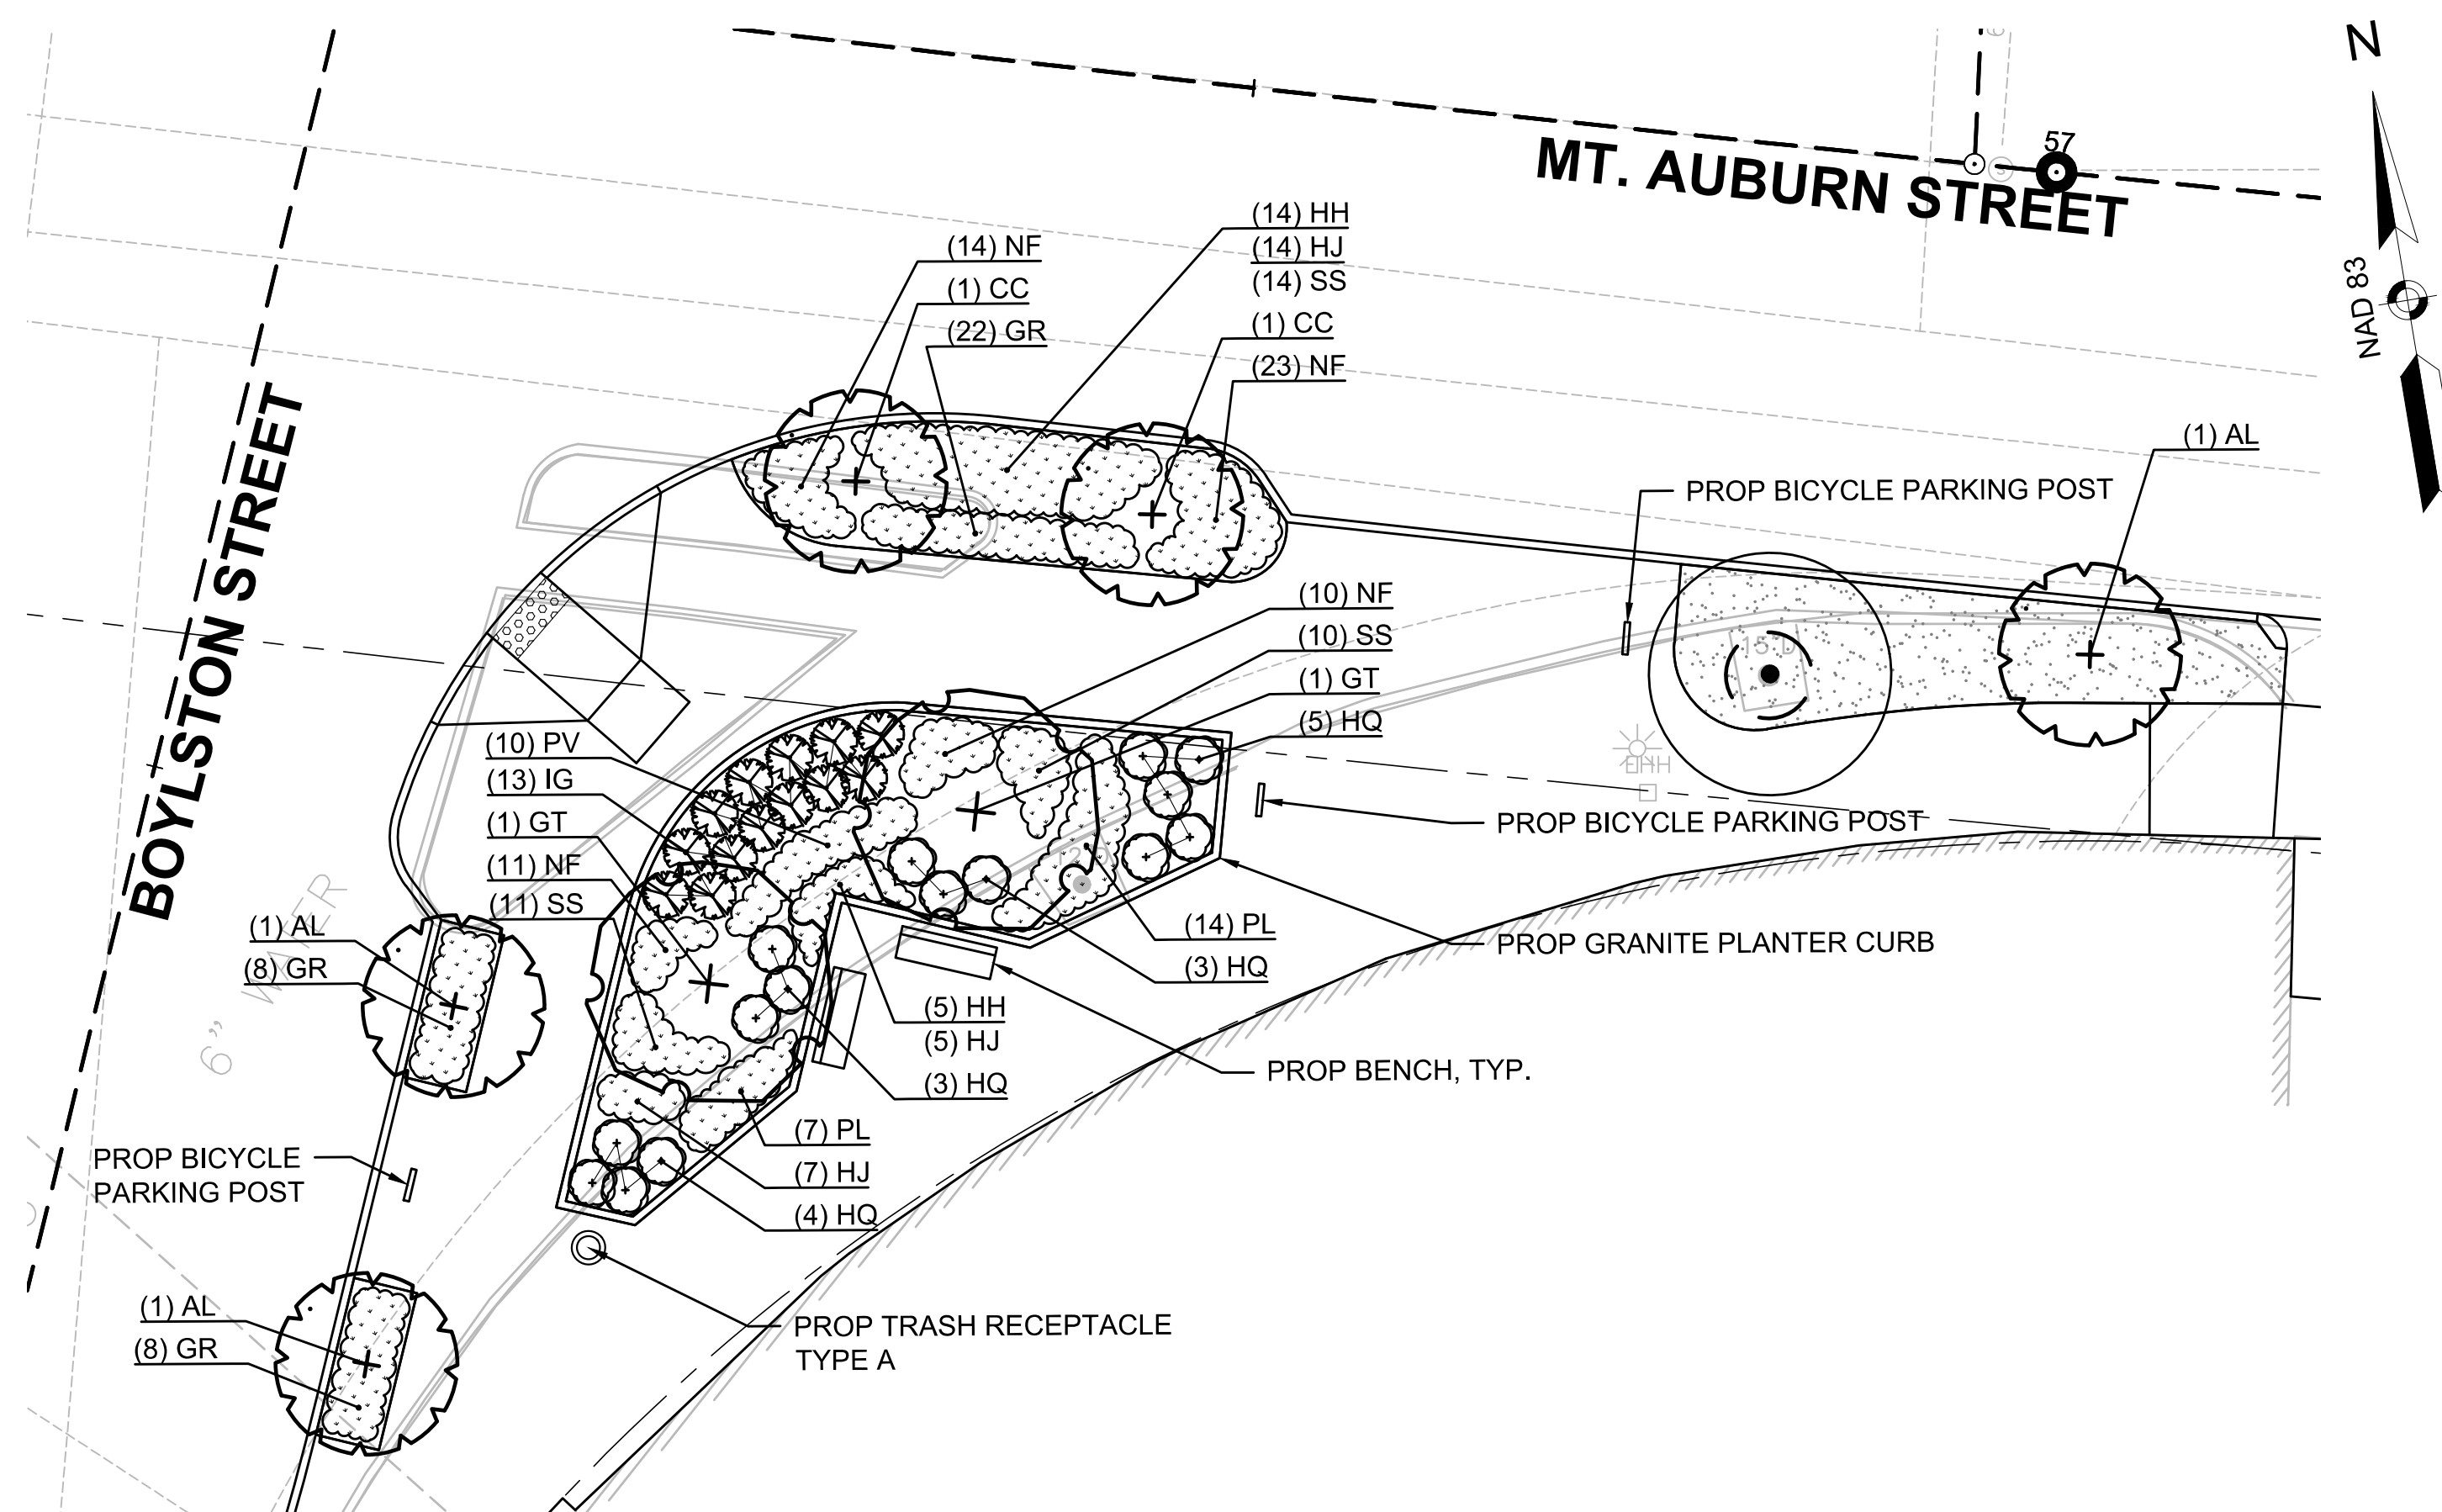 N
57
MT. AUBURN STREET
(14) HH
(14) HJ
(14) SS
(1) CC
(23) NF
(14) NF
(1) CC
(22) GR
NAD 83
(1) AL
PROP BICYCLE PARKING POST
BOYLSTON STREET
(10) NF
(10) SS
(1) GT
(5) HQ
(10) PV
(13) IG
(1) GT
(11) NF
(11) SS
PROP BICYCLE PARKING POST
(1) AL
(8) GR
6" WATER
(14) PL
(3) HQ
PROP GRANITE PLANTER CURB
(5) HH
(5) HJ
(3) HQ
PROP BENCH, TYP.
(7) PL
(7) HJ
(4) HQ
PROP BICYCLE
PARKING POST
(1) AL
(8) GR
PROP TRASH RECEPTACLE
TYPE A